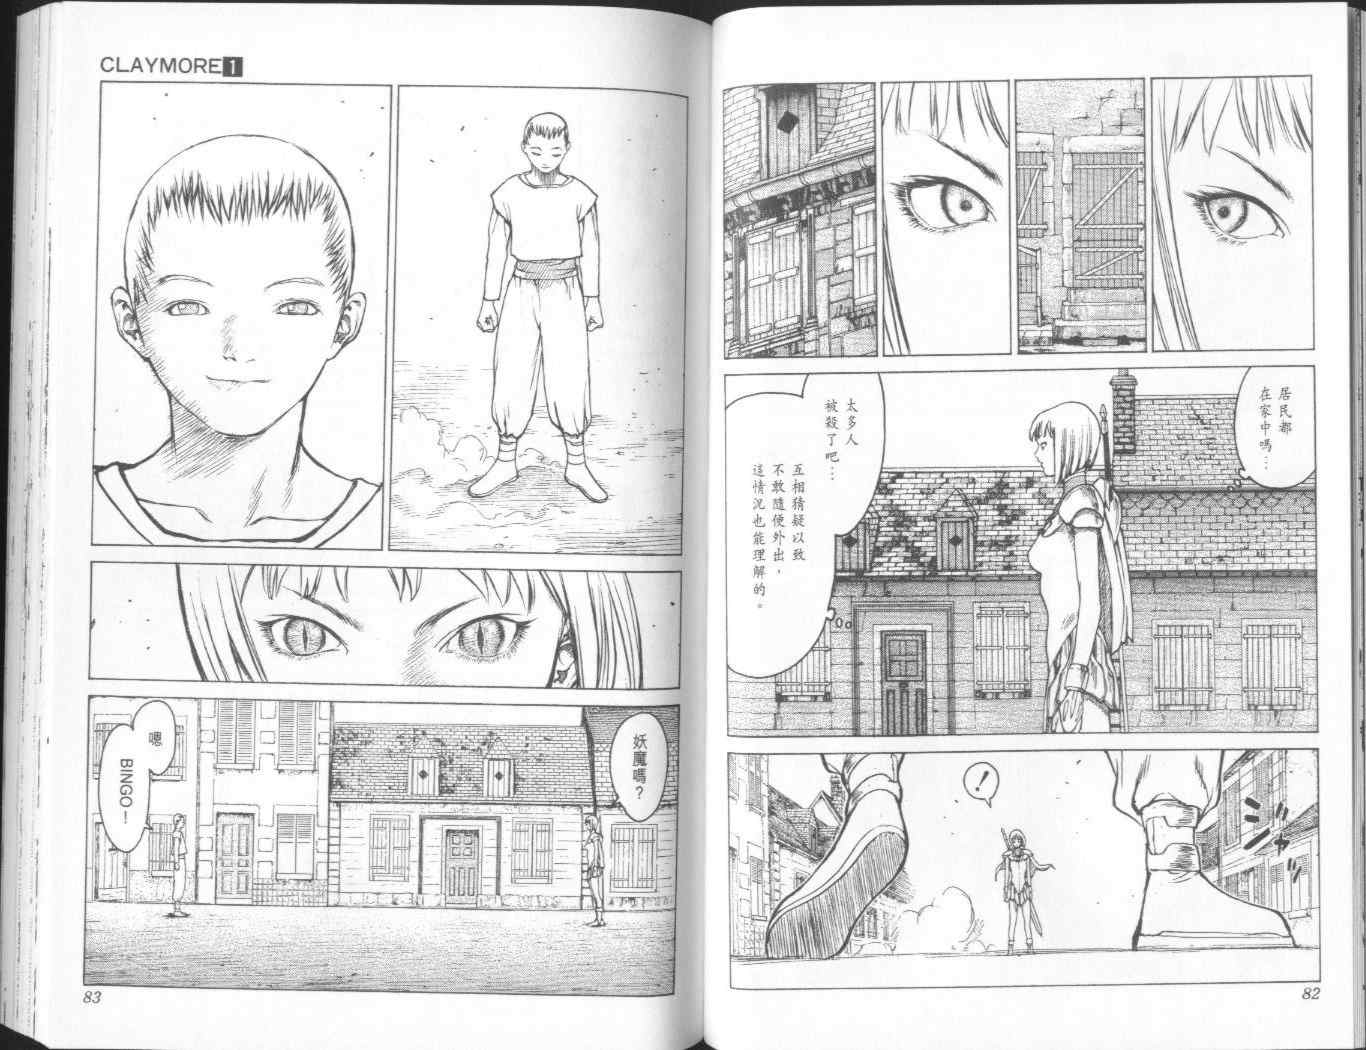 CLAYMORE 1
居民都
在家中嗎…
太多人
被殺了吧…
互相猜疑以致
不敢隨便外出，
這情況也能理解的。
！
82
妖魔嗎？
嗯
BINGO！
83